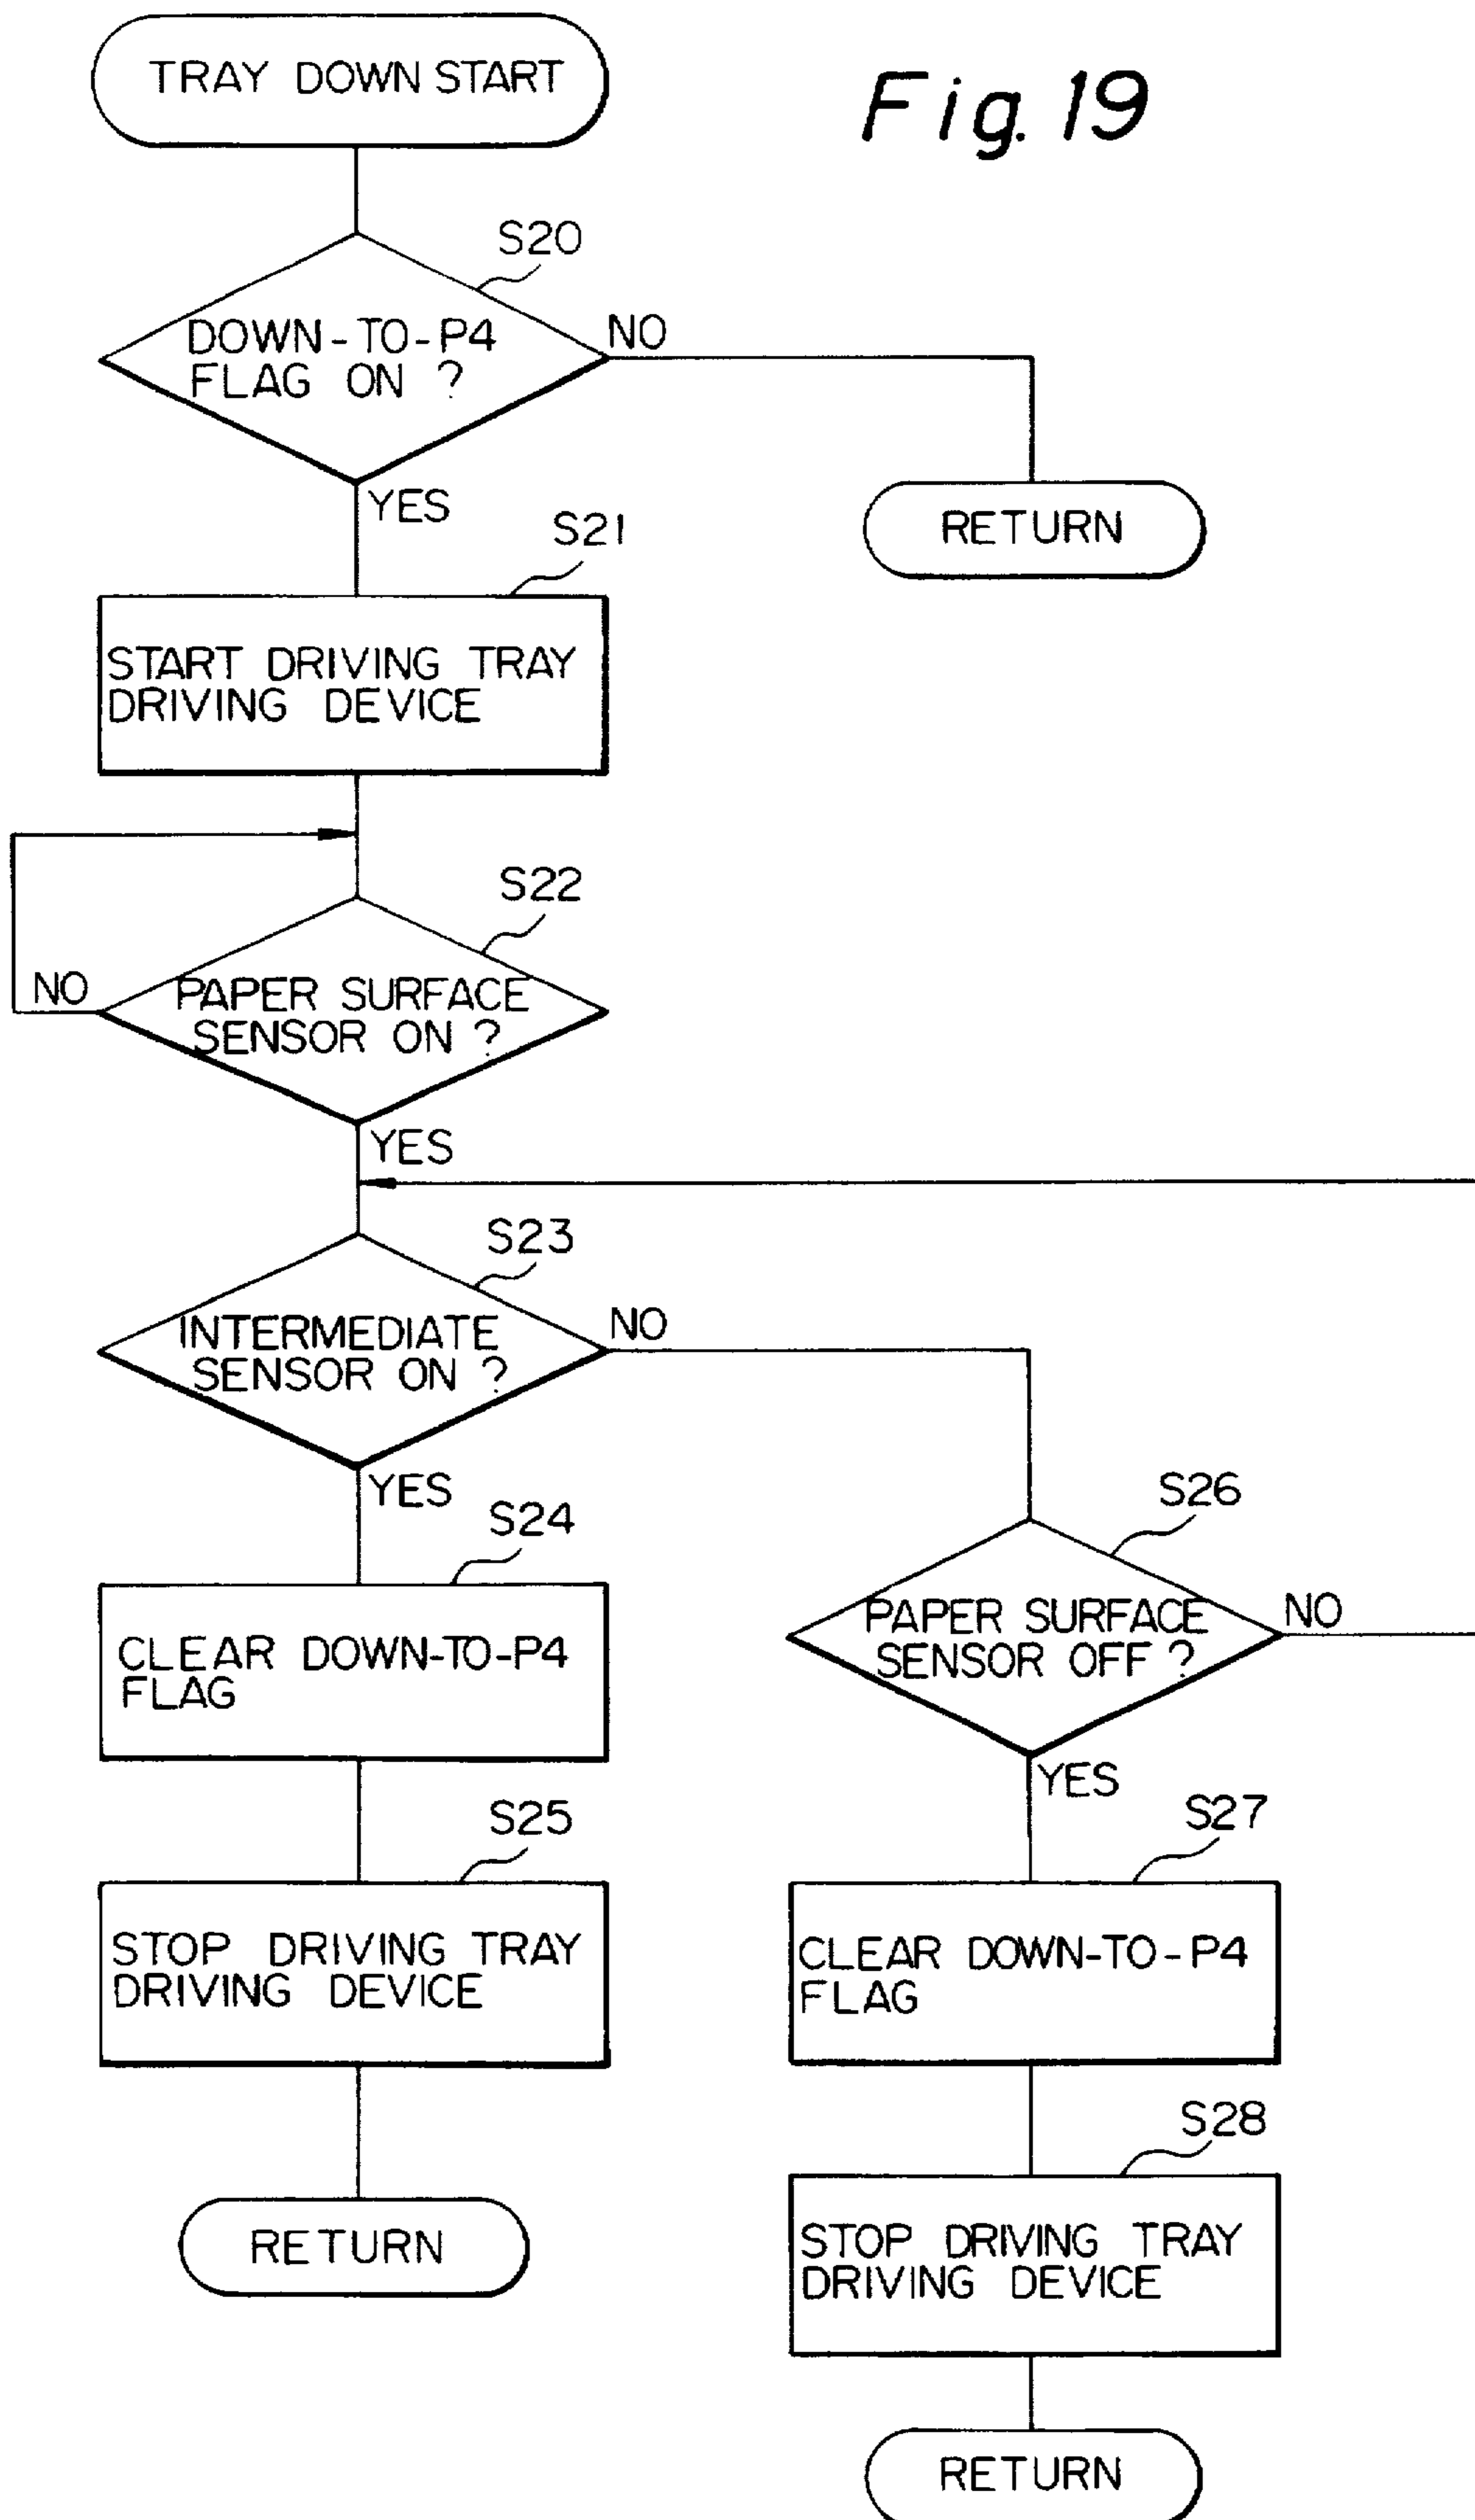 TRAY DOWN START
Fig. 19
S20
DOWN-TO-P4
FLAG ON ?
NO
YES
RETURN
S21
START DRIVING TRAY
DRIVING DEVICE
S22
NO
PAPER SURFACE
SENSOR ON ?
YES
S23
INTERMEDIATE
SENSOR ON ?
NO
YES
S24
CLEAR DOWN-TO-P4
FLAG
S25
STOP DRIVING TRAY
DRIVING DEVICE
RETURN
S26
PAPER SURFACE
SENSOR OFF ?
NO
YES
S27
CLEAR DOWN-TO-P4
FLAG
S28
STOP DRIVING TRAY
DRIVING DEVICE
RETURN